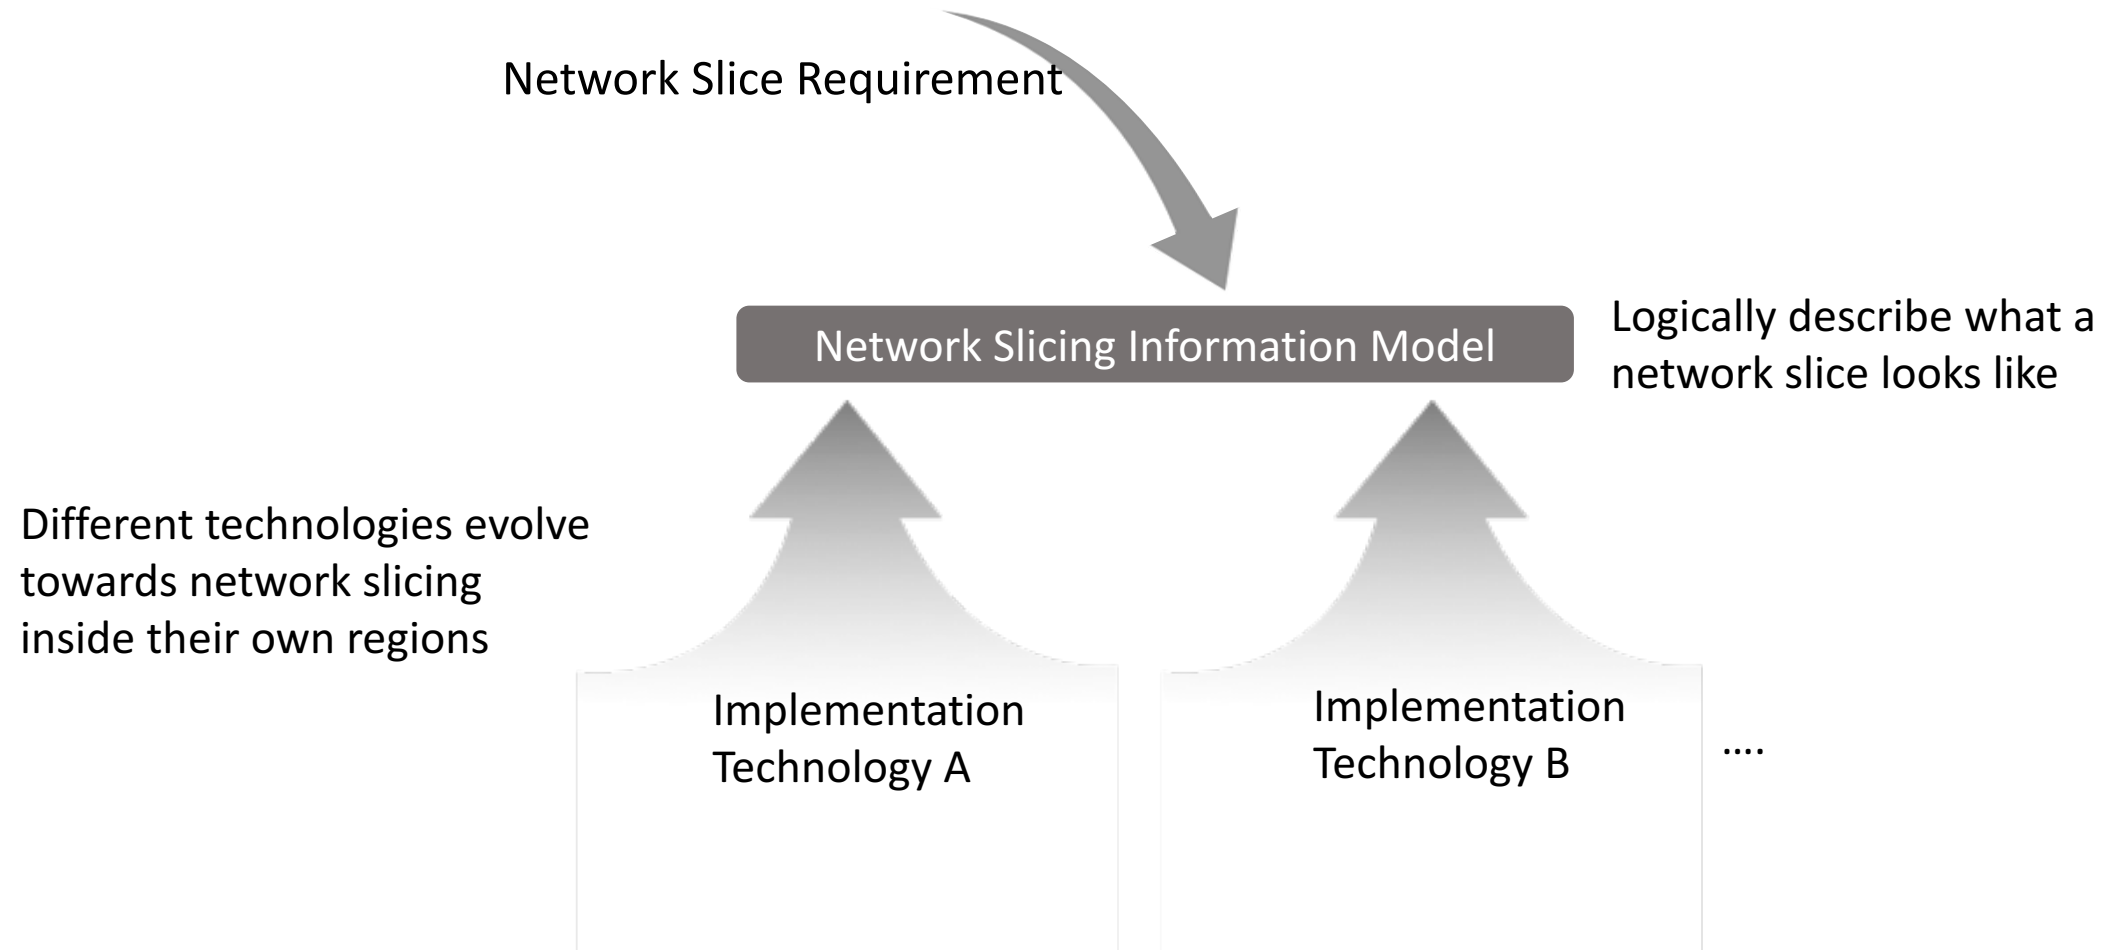 Network Slice Requirement
Network Slicing Information Model
Logically describe what a
network slice looks like
Different technologies evolve
towards network slicing
inside their own regions
Implementation
Technology A
Implementation
Technology B
....